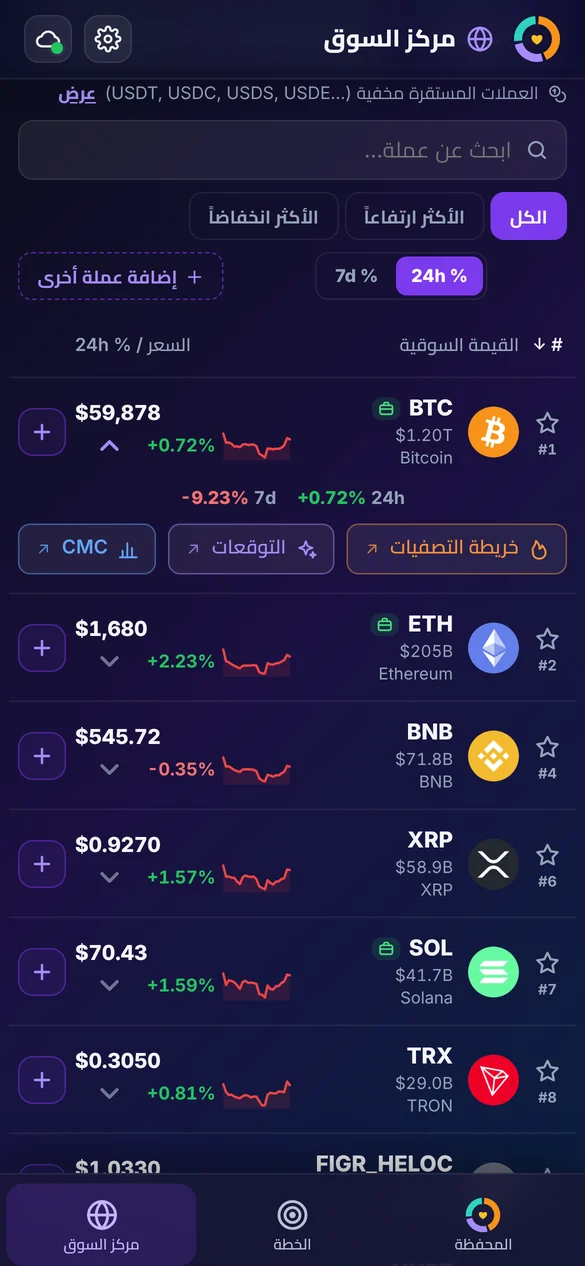 مركز السوق
العملات المستقرة مخفية (USDT, USDC, USDS, USDE...) عرض
ابحث عن عملة...
الكل
الأكثر ارتفاعاً
الأكثر انخفاضاً
24h %
7d %
+ إضافة عملة أخرى
# ↓ القيمة السوقية
السعر / % 24h
#1
BTC
$1.20T
Bitcoin
$59,878
+0.72%
+0.72% 24h
-9.23% 7d
خريطة التصفيات
التوقعات
CMC
#2
ETH
$205B
Ethereum
$1,680
+2.23%
#4
BNB
$71.8B
BNB
$545.72
-0.35%
#6
XRP
$58.9B
XRP
$0.9270
+1.57%
#7
SOL
$41.7B
Solana
$70.43
+1.59%
#8
TRX
$29.0B
TRON
$0.3050
+0.81%
FIGR_HELOC
$1.0330
المحفظة
الخطة
مركز السوق